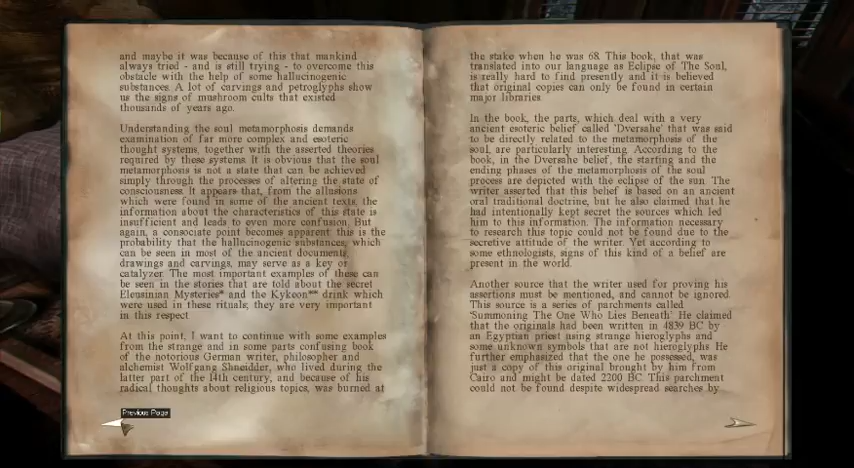 and maybe it was because of this that mankind
always tried - and is still trying - to overcome this
obstacle with the help of some hallucinogenic
substances. A lot of carvings and petroglyphs show
us the signs of mushroom cults that existed
thousands of years ago.
Understanding the soul metamorphosis demands
examination of far more complex and esoteric
thought systems, together with the asserted theories
required by these systems. It is obvious that the soul
metamorphosis is not a state that can be achieved
simply through the processes of altering the state of
consciousness. It appears that, from the allusions
which were found in some of the ancient texts, the
information about the characteristics of this state is
insufficient and leads to even more confusion. But
again, a consociate point becomes apparent: this is the
probability that the hallucinogenic substances, which
can be seen in most of the ancient documents,
drawings and carvings, may serve as a key or
catalyzer. The most important examples of these can
be seen in the stories that are told about the secret
Eleusinian Mysteries* and the Kykeon** drink which
were used in these rituals; they are very important
in this respect.
At this point, I want to continue with some examples
from the strange and in some parts confusing book
of the notorious German writer, philosopher and
alchemist Wolfgang Shneidder, who lived during the
latter part of the 14th century, and because of his
radical thoughts about religious topics, was burned at
Previous Page
the stake when he was 68. This book, that was
translated into our language as Eclipse of The Soul,
is really hard to find presently and it is believed
that original copies can only be found in certain
major libraries.
In the book, the parts, which deal with a very
ancient esoteric belief called 'Dversahe' that was said
to be directly related to the metamorphosis of the
soul, are particularly interesting. According to the
book, in the Dversahe belief, the starting and the
ending phases of the metamorphosis of the soul
process are depicted with the eclipse of the sun. The
writer asserted that this belief is based on an ancient
oral traditional doctrine, but he also claimed that he
had intentionally kept secret the sources which led
him to this information. The information necessary
to research this topic could not be found due to the
secretive attitude of the writer. Yet according to
some ethnologists, signs of this kind of a belief are
present in the world.
Another source that the writer used for proving his
assertions must be mentioned, and cannot be ignored.
This source is a series of parchments called
'Summoning The One Who Lies Beneath'. He claimed
that the originals had been written in 4839 BC by
an Egyptian priest using strange hieroglyphs and
some unknown symbols that are not hieroglyphs. He
further emphasized that the one he possessed, was
just a copy of this original brought by him from
Cairo and might be dated 2200 BC. This parchment
could not be found despite widespread searches by